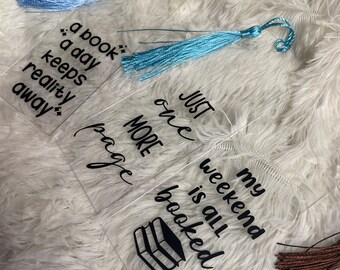 a book
a day
keeps
reality
away
JUST
one
MORE
page
my
weekend
is all
booked